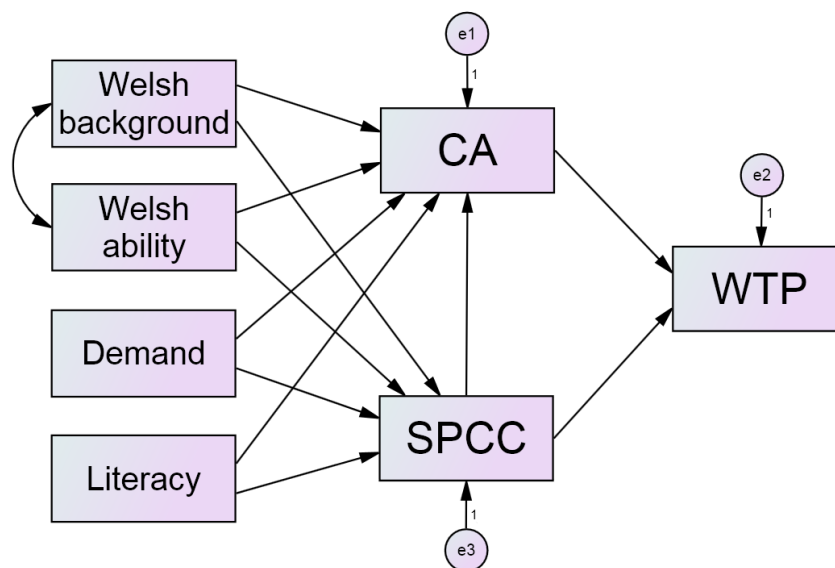 e1
1
Welsh
background
CA
Welsh
ability
e2
1
WTP
Demand
SPCC
Literacy
1
e3